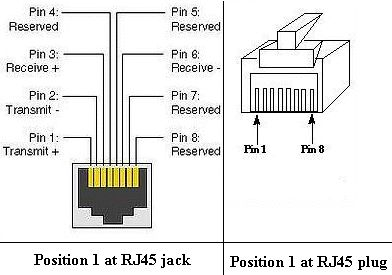 Pin 4:
Reserved
Pin 3:
Receive +
Pin 2:
Transmit -
Pin 1:
Transmit +
Pin 5:
Reserved
Pin 6:
Receive -
Pin 7:
Reserved
Pin 8:
Reserved
Pin 1
Pin 8
Position 1 at RJ45 jack
Position 1 at RJ45 plug